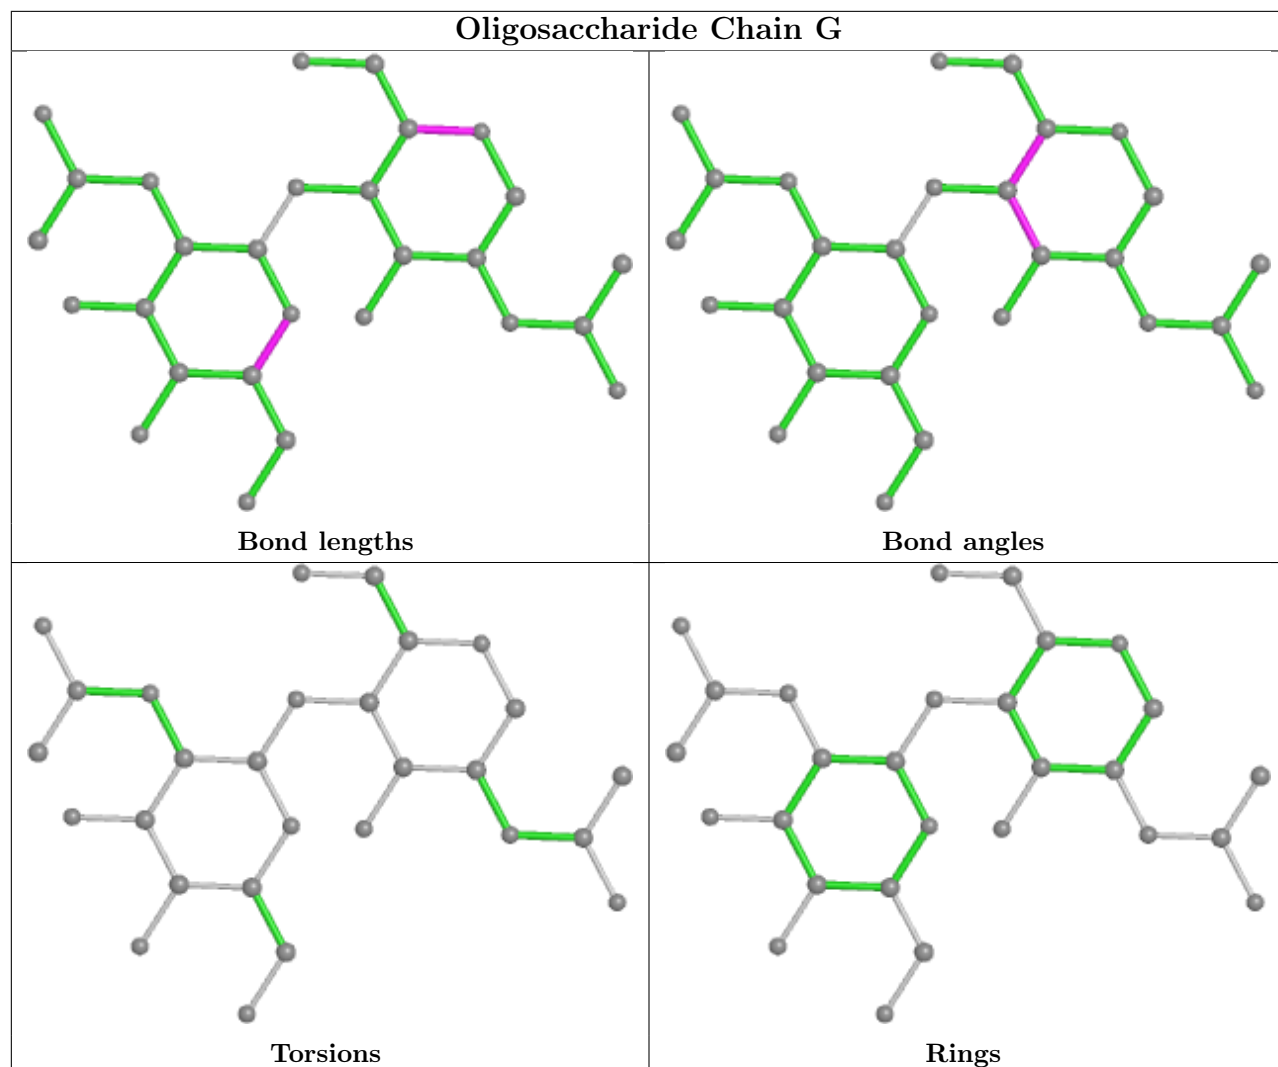 Oligosaccharide Chain G
Bond lengths
Bond angles
Torsions
Rings